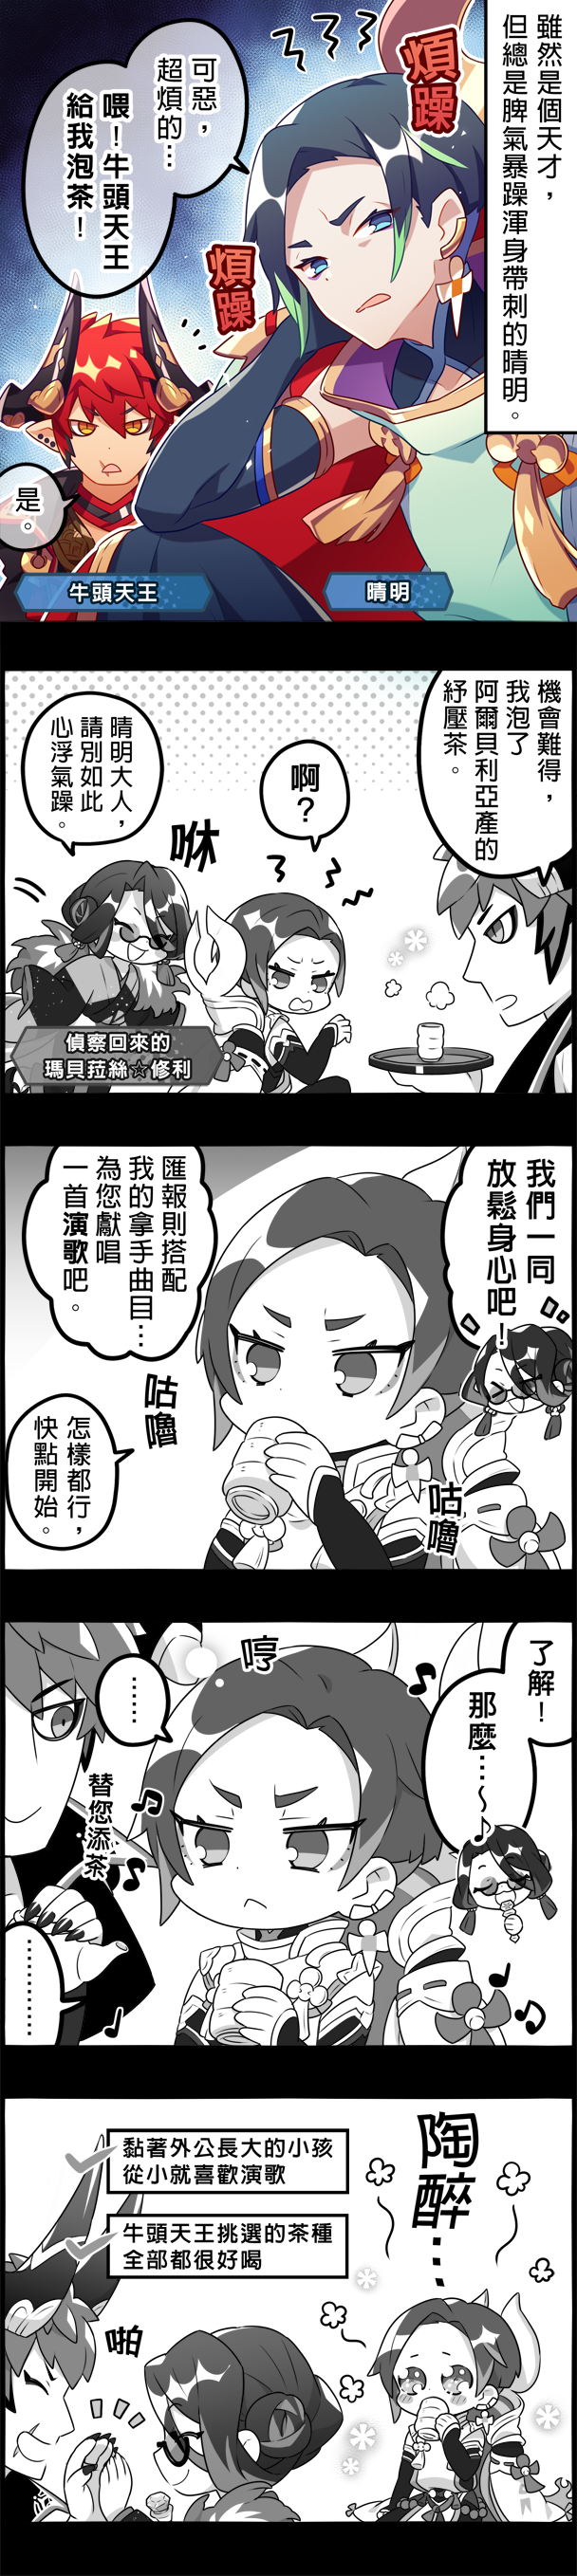 雖然是個天才，
但總是脾氣暴躁渾身帶刺的晴明。
煩躁
可惡，
超煩的…
喂！牛頭天王
給我泡茶！
煩躁
是。
牛頭天王
晴明
機會難得，
我泡了
阿爾貝利亞產的
紓壓茶。
啊？
咻
晴明大人，
請別如此
心浮氣躁。
偵察回來的
瑪貝菈絲☆修利
我們一同
放鬆身心吧！
匯報則搭配
我的拿手曲目…
為您獻唱
一首演歌吧。
咕嚕
咕嚕
怎樣都行，
快點開始。
了解！
那麼…～♪
哼
……
替您添茶
………
陶醉…
黏著外公長大的小孩
從小就喜歡演歌
牛頭天王挑選的茶種
全部都很好喝
啪